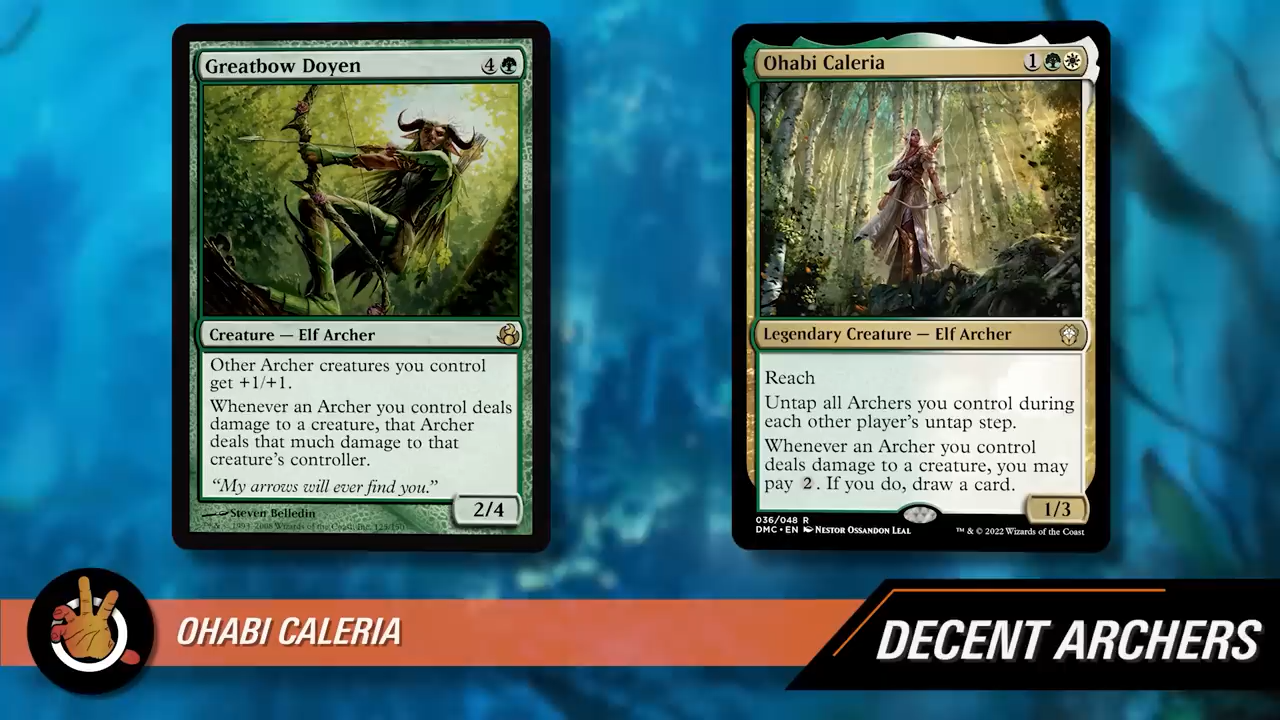 Greatbow Doyen 4
Creature — Elf Archer
Other Archer creatures you control
get +1/+1.
Whenever an Archer you control deals
damage to a creature, that Archer
deals that much damage to that
creature's controller.
"My arrows will ever find you."
Steven Belledin
2/4
Ohabi Caleria 1
Legendary Creature — Elf Archer
Reach
Untap all Archers you control during
each other player's untap step.
Whenever an Archer you control
deals damage to a creature, you may
pay 2. If you do, draw a card.
1/3
036/048 R
DMC • EN Nestor Ossandon Leal
™ & © 2022 Wizards of the Coast
OHABI CALERIA
DECENT ARCHERS